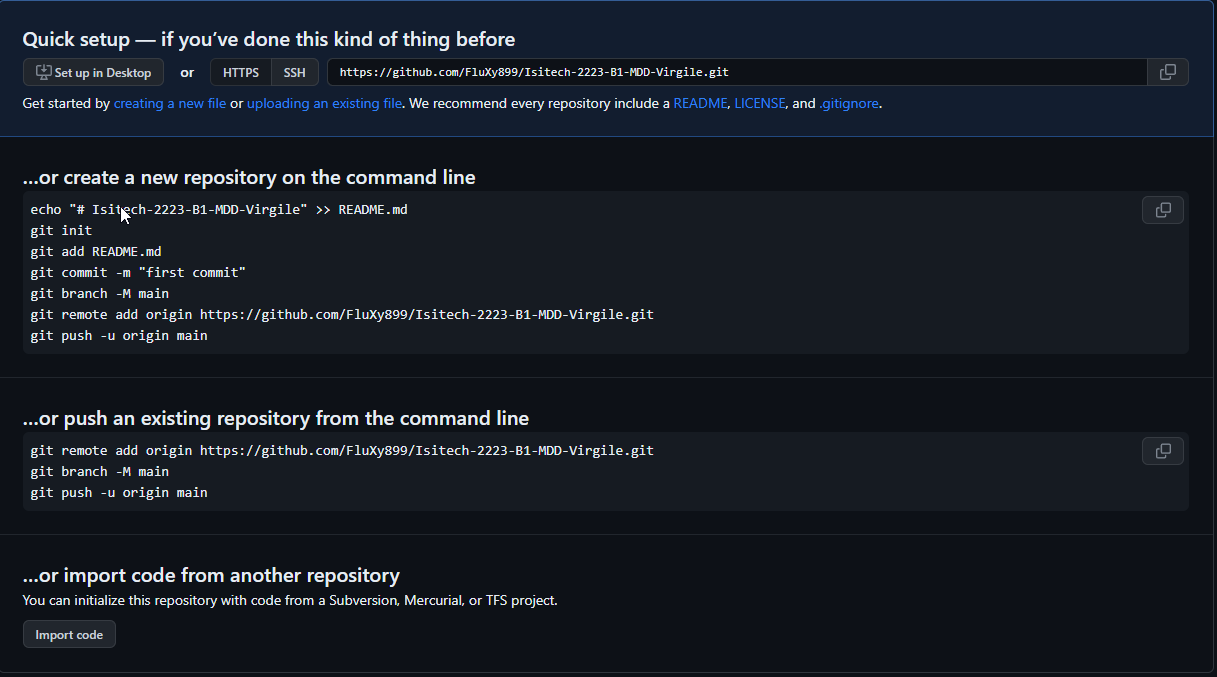 Quick setup — if you’ve done this kind of thing before
Set up in Desktop or HTTPS SSH https://github.com/FluXy899/Isitech-2223-B1-MDD-Virgile.git
Get started by creating a new file or uploading an existing file. We recommend every repository include a README, LICENSE, and .gitignore.
…or create a new repository on the command line
echo "# Isitech-2223-B1-MDD-Virgile" >> README.md
git init
git add README.md
git commit -m "first commit"
git branch -M main
git remote add origin https://github.com/FluXy899/Isitech-2223-B1-MDD-Virgile.git
git push -u origin main
…or push an existing repository from the command line
git remote add origin https://github.com/FluXy899/Isitech-2223-B1-MDD-Virgile.git
git branch -M main
git push -u origin main
…or import code from another repository
You can initialize this repository with code from a Subversion, Mercurial, or TFS project.
Import code